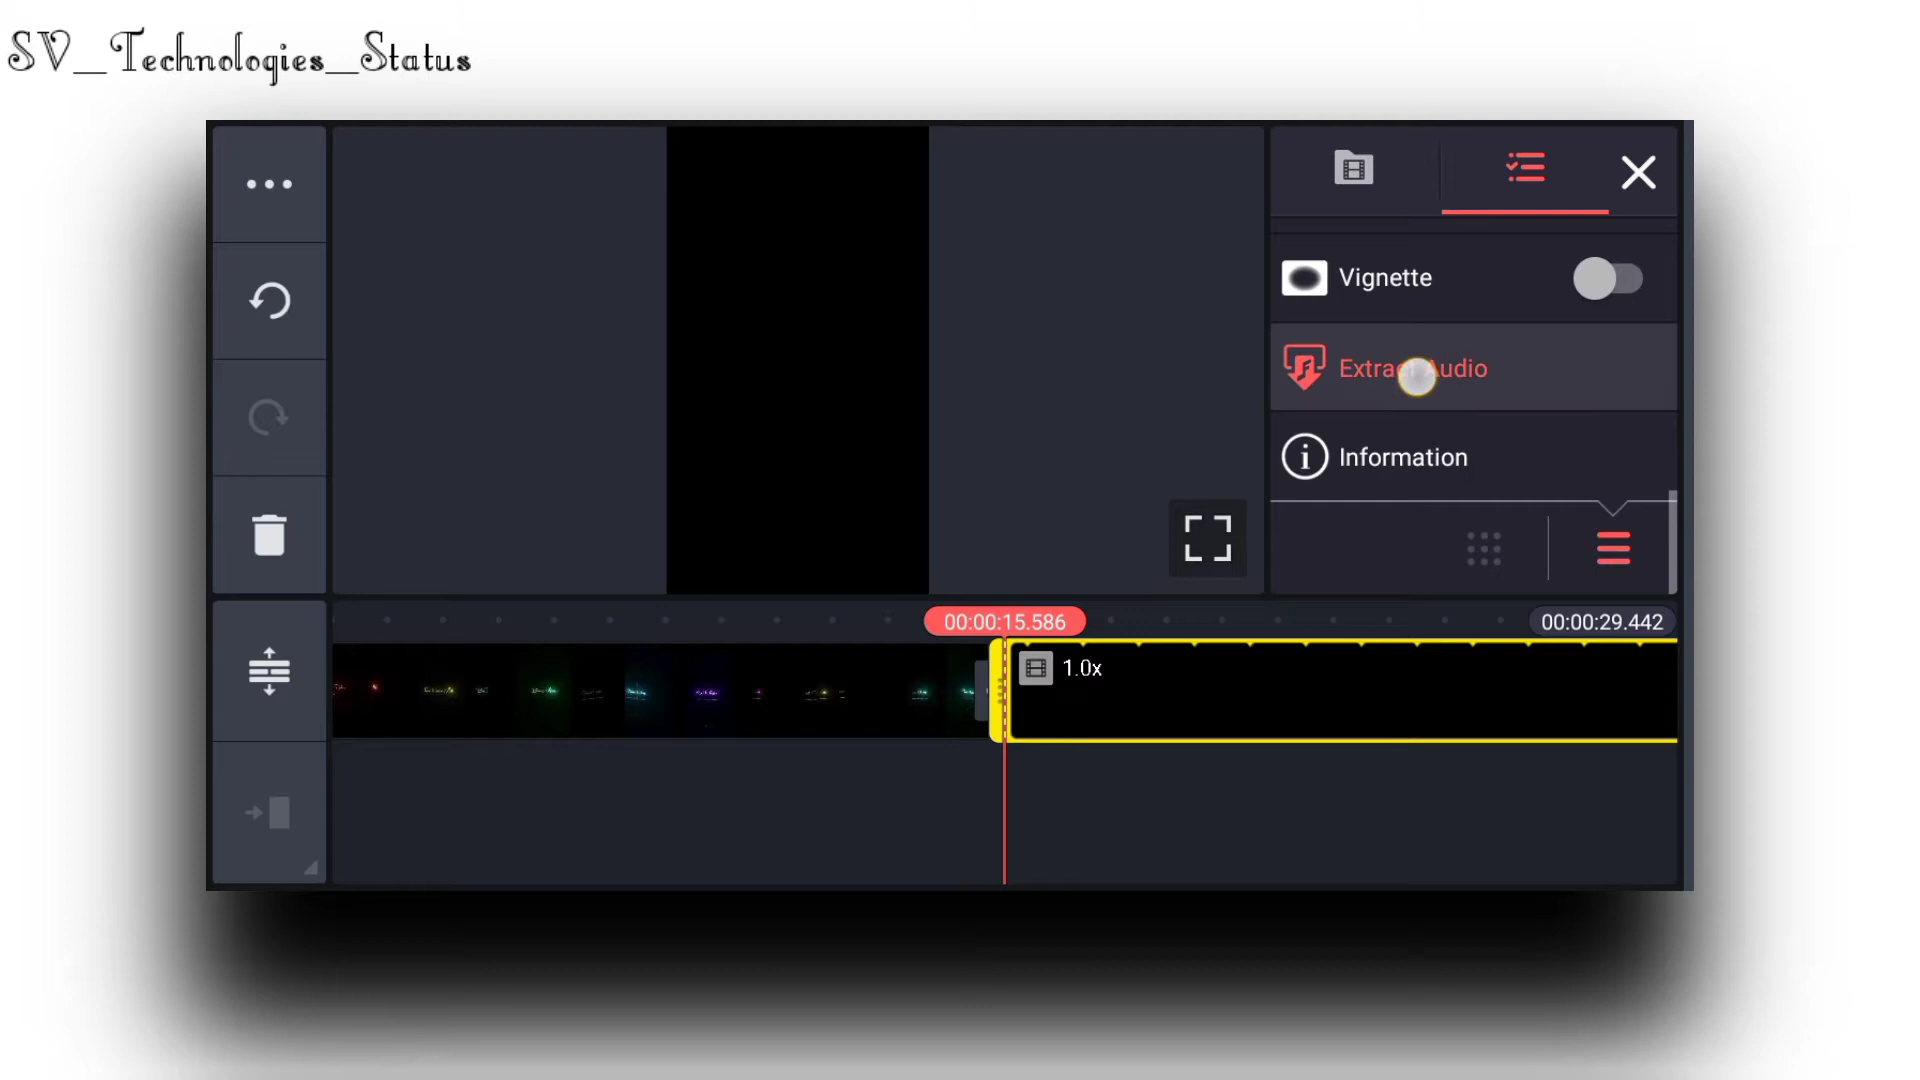 SV_Technologies_Status
Vignette
Extract Audio
Information
00:00:15.586
00:00:29.442
1.0x